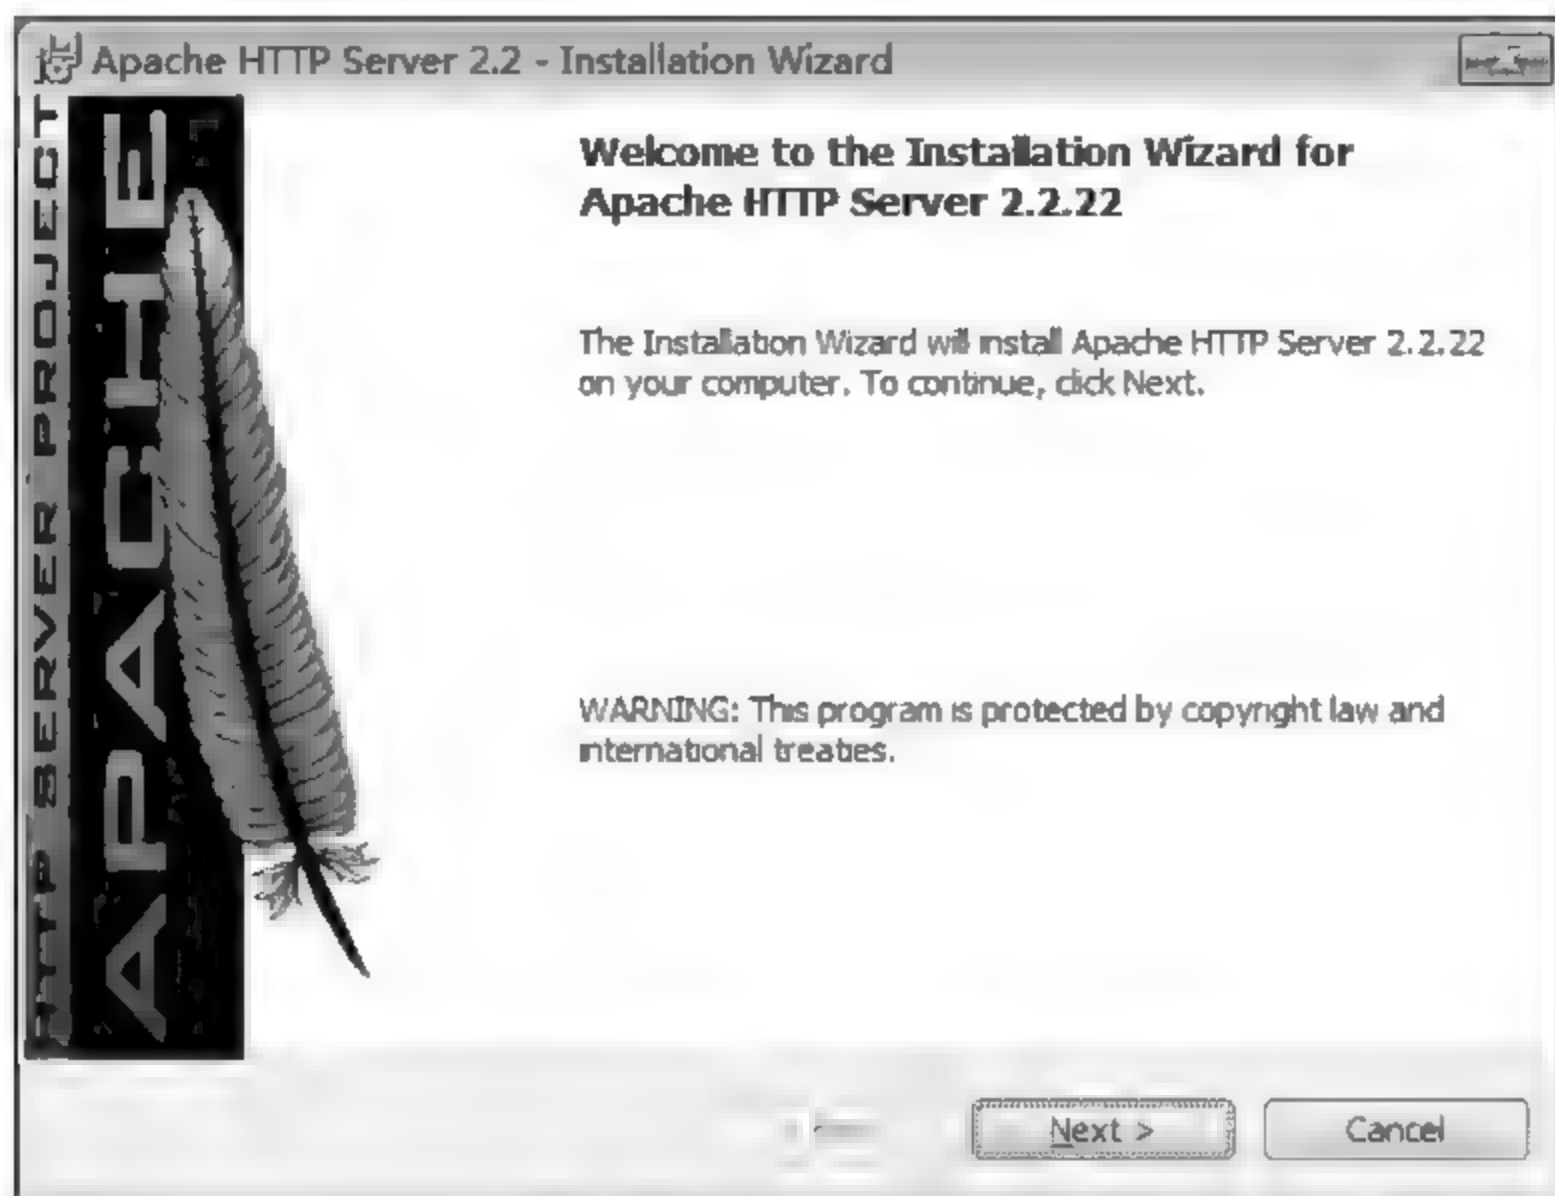 Apache HTTP Server 2.2 - Installation Wizard
HTTP SERVER PROJECT
APACHE
Welcome to the Installation Wizard for
Apache HTTP Server 2.2.22
The Installation Wizard will install Apache HTTP Server 2.2.22
on your computer. To continue, click Next.
WARNING: This program is protected by copyright law and
international treaties.
Next >
Cancel